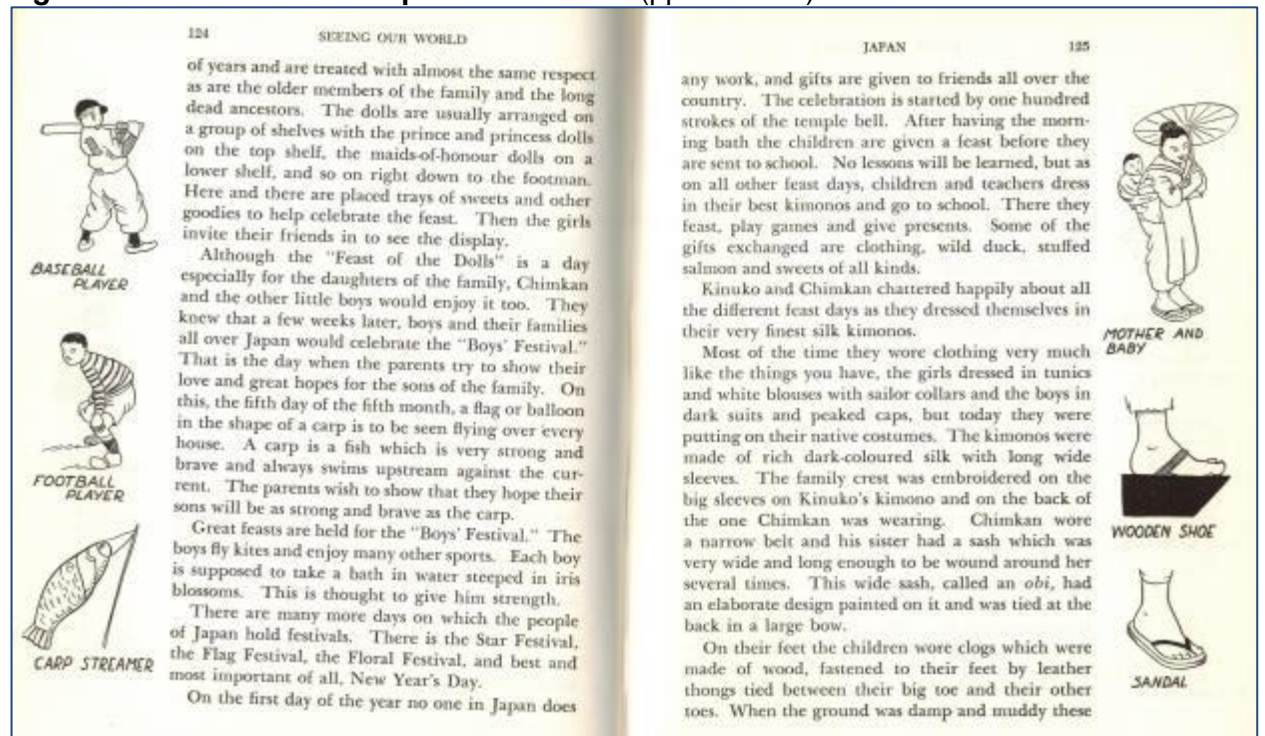 124
SEEING OUR WORLD
of years and are treated with almost the same respect
as are the older members of the family and the long
dead ancestors. The dolls are usually arranged on
a group of shelves with the prince and princess dolls
on the top shelf, the maids-of-honour dolls on a
lower shelf, and so on right down to the footman.
Here and there are placed trays of sweets and other
goodies to help celebrate the feast. Then the girls
invite their friends in to see the display.
Although the "Feast of the Dolls" is a day
especially for the daughters of the family, Chimkan
and the other little boys would enjoy it too. They
knew that a few weeks later, boys and their families
all over Japan would celebrate the "Boys' Festival."
That is the day when the parents try to show their
love and great hopes for the sons of the family. On
this, the fifth day of the fifth month, a flag or balloon
in the shape of a carp is to be seen flying over every
house. A carp is a fish which is very strong and
brave and always swims upstream against the cur-
rent. The parents wish to show that they hope their
sons will be as strong and brave as the carp.
Great feasts are held for the "Boys' Festival." The
boys fly kites and enjoy many other sports. Each boy
is supposed to take a bath in water steeped in iris
blossoms. This is thought to give him strength.
There are many more days on which the people
of Japan hold festivals. There is the Star Festival,
the Flag Festival, the Floral Festival, and best and
most important of all, New Year's Day.
On the first day of the year no one in Japan does
BASEBALL
PLAYER
FOOTBALL
PLAYER
CARP STREAMER
JAPAN
125
any work, and gifts are given to friends all over the
country. The celebration is started by one hundred
strokes of the temple bell. After having the morn-
ing bath the children are given a feast before they
are sent to school. No lessons will be learned, but as
on all other feast days, children and teachers dress
in their best kimonos and go to school. There they
feast, play games and give presents. Some of the
gifts exchanged are clothing, wild duck, stuffed
salmon and sweets of all kinds.
Kinuko and Chimkan chattered happily about all
the different feast days as they dressed themselves in
their very finest silk kimonos.
Most of the time they wore clothing very much
like the things you have, the girls dressed in tunics
and white blouses with sailor collars and the boys in
dark suits and peaked caps, but today they were
putting on their native costumes. The kimonos were
made of rich dark-coloured silk with long wide
sleeves. The family crest was embroidered on the
big sleeves on Kinuko's kimono and on the back of
the one Chimkan was wearing. Chimkan wore
a narrow belt and his sister had a sash which was
very wide and long enough to be wound around her
several times. This wide sash, called an obi, had
an elaborate design painted on it and was tied at the
back in a large bow.
On their feet the children wore clogs which were
made of wood, fastened to their feet by leather
thongs tied between their big toe and their other
toes. When the ground was damp and muddy these
MOTHER AND
BABY
WOODEN SHOE
SANDAL